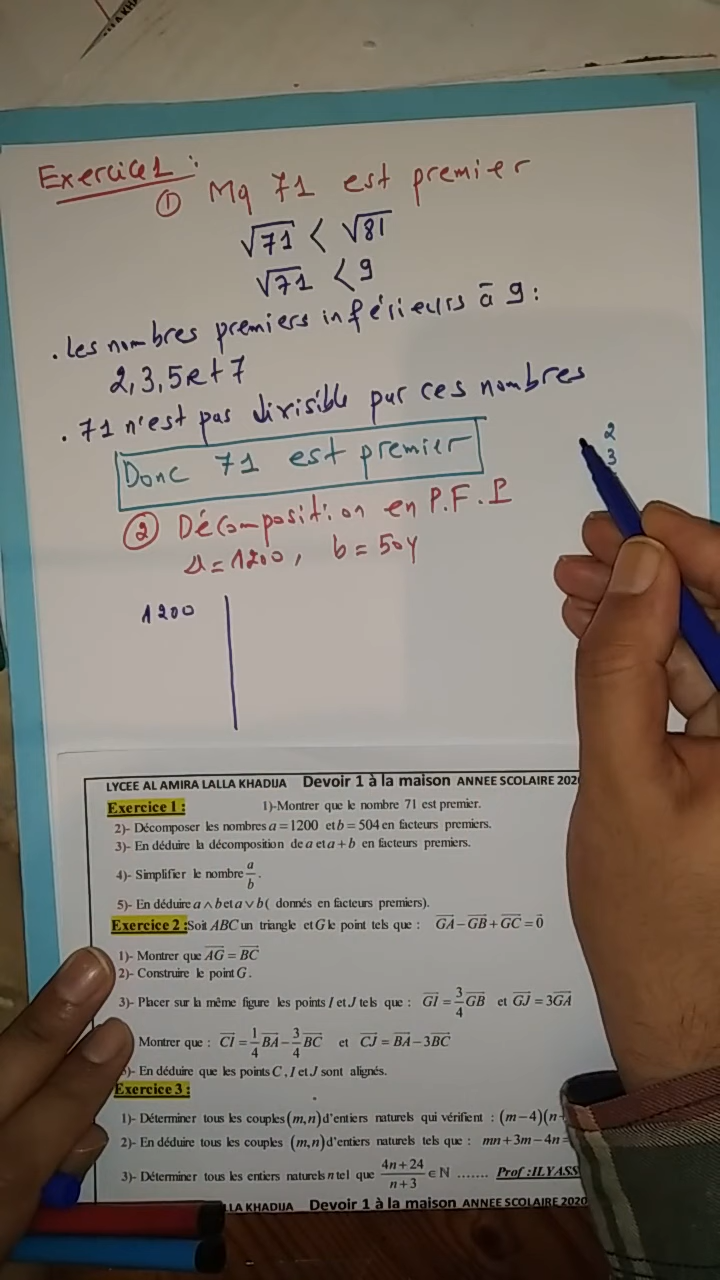 Exercice1:
① Mq 71 est premier
√71 < √81
√71 < 9
. Les nombres premiers inférieurs à 9:
2,3,5et 7
. 71 n'est pas divisible par ces nombres
Donc 71 est premier
2
3
② Décomposition en P.F.P
a=1200, b=504
1200
LYCEE AL AMIRA LALLA KHADIJA Devoir 1 à la maison ANNEE SCOLAIRE 202
Exercice 1 : 1)-Montrer que le nombre 71 est premier.
2)- Décomposer les nombres a=1200 et b=504 en facteurs premiers.
3)- En déduire la décomposition de a et a+b en facteurs premiers.
4)- Simplifier le nombre a/b.
5)- En déduire a∧b et a∨b( donnés en facteurs premiers).
Exercice 2 :Soit ABC un triangle et G le point tels que : GA⃗ − GB⃗ + GC⃗ = 0⃗
1)- Montrer que AG⃗ = BC⃗
2)- Construire le point G.
3)- Placer sur la même figure les points I et J tels que : GI⃗ = 3/4 GB⃗ et GJ⃗ = 3GA⃗
Montrer que : CI⃗ = 1/4 BA⃗ − 3/4 BC⃗ et CJ⃗ = BA⃗ − 3BC⃗
)- En déduire que les points C, I et J sont alignés.
Exercice 3 :
1)- Déterminer tous les couples (m,n) d'entiers naturels qui vérifient : (m−4)(n+
2)- En déduire tous les couples (m,n) d'entiers naturels tels que : mn+3m−4n=
3)- Déterminer tous les entiers naturels n tel que (4n+24)/(n+3) ∈ ℕ ....... Prof :ILYASS
LA KHADIJA Devoir 1 à la maison ANNEE SCOLAIRE 2020